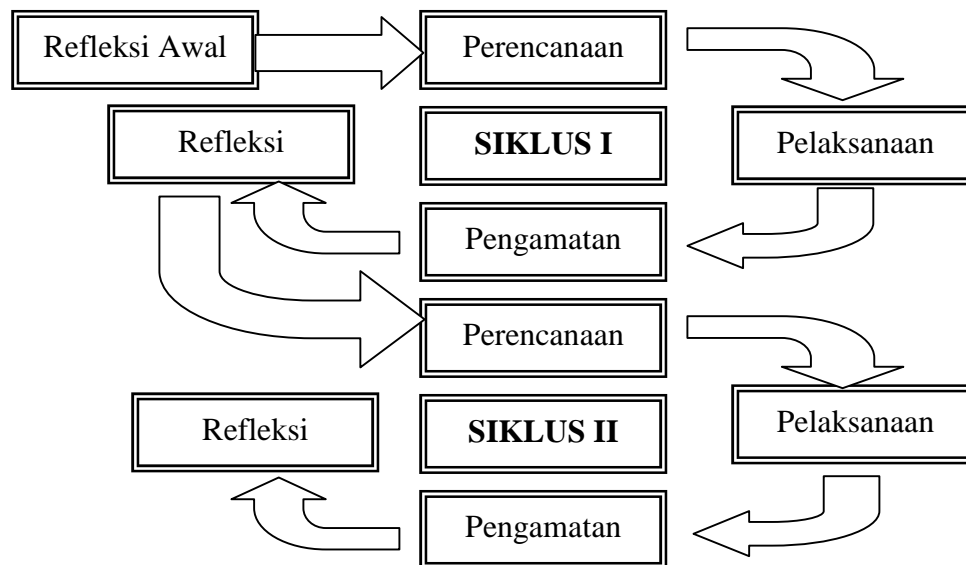 Refleksi Awal
Perencanaan
Refleksi
SIKLUS I
Pelaksanaan
Pengamatan
Perencanaan
Refleksi
SIKLUS II
Pelaksanaan
Pengamatan